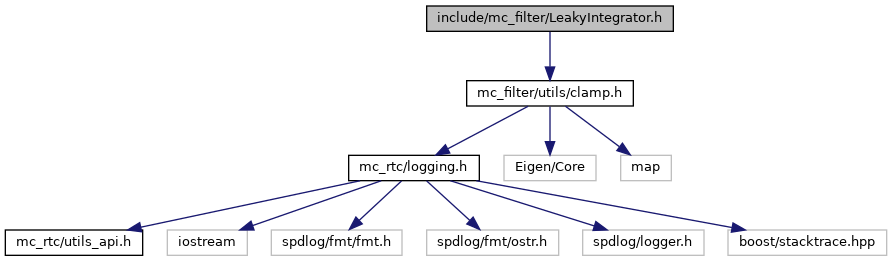 include/mc_filter/LeakyIntegrator.h
mc_filter/utils/clamp.h
mc_rtc/logging.h
Eigen/Core
map
mc_rtc/utils_api.h
iostream
spdlog/fmt/fmt.h
spdlog/fmt/ostr.h
spdlog/logger.h
boost/stacktrace.hpp